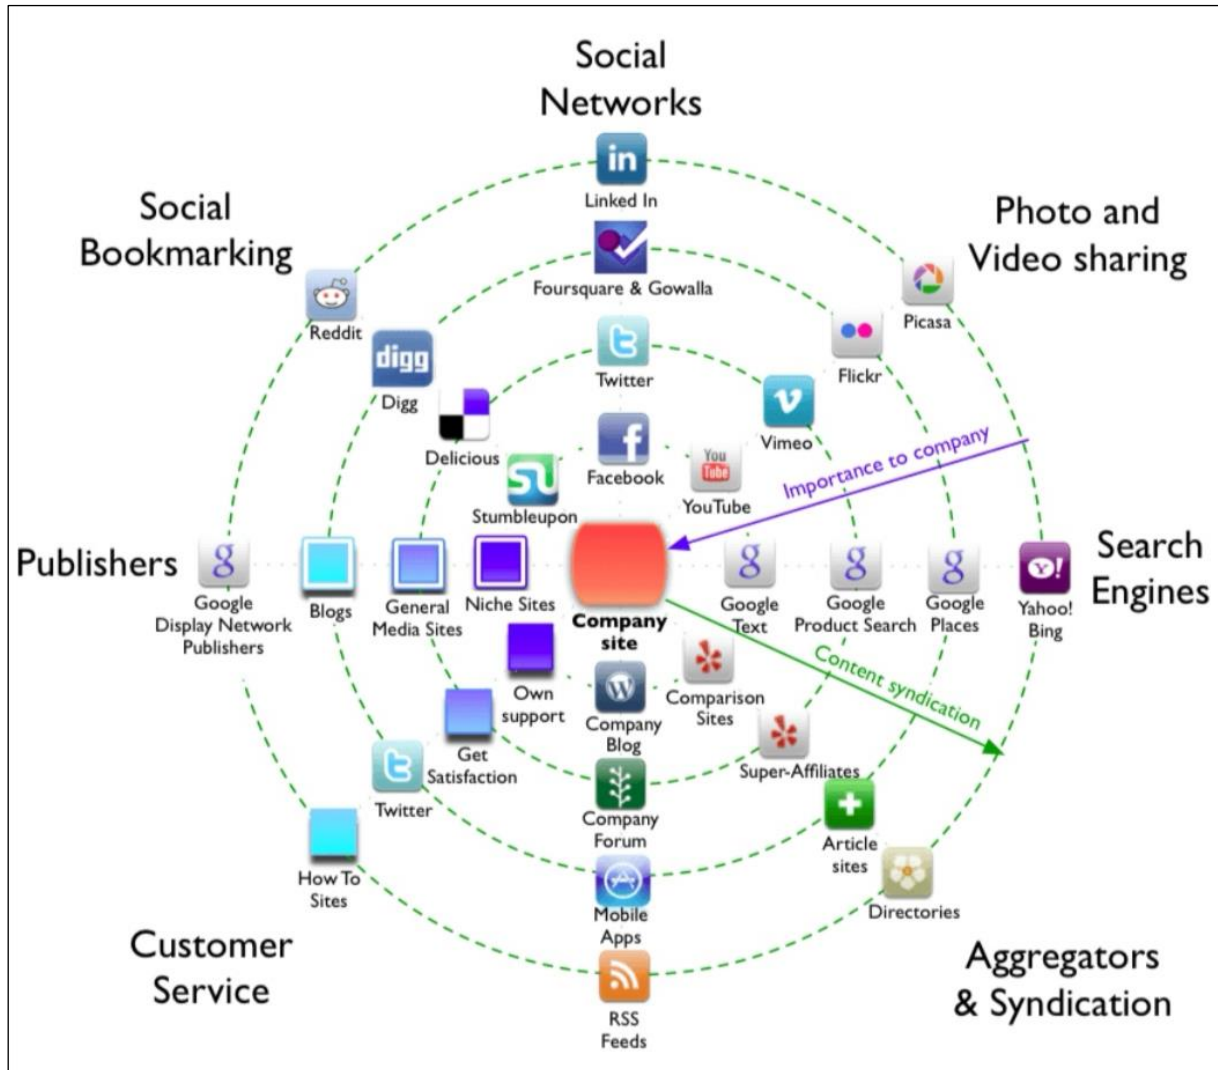 Social
Networks
in
Linked In
Social
Bookmarking
Photo and
Video sharing
Foursquare & Gowalla
Reddit
Picasa
digg
Digg
t
Twitter
Flickr
Delicious
f
Facebook
v
Vimeo
SU
Stumbleupon
You
Tube
YouTube
Importance to company
Publishers
g
Google
Display Network
Publishers
Blogs
General
Media Sites
Niche Sites
Company
site
g
Google
Text
g
Google
Product Search
g
Google
Places
Y!
Yahoo!
Bing
Search
Engines
Content syndication
Own
support
W
Company
Blog
Comparison
Sites
Get
Satisfaction
Super-Affiliates
t
Twitter
Company
Forum
Article
sites
How To
Sites
Mobile
Apps
Directories
Customer
Service
RSS
Feeds
Aggregators
& Syndication